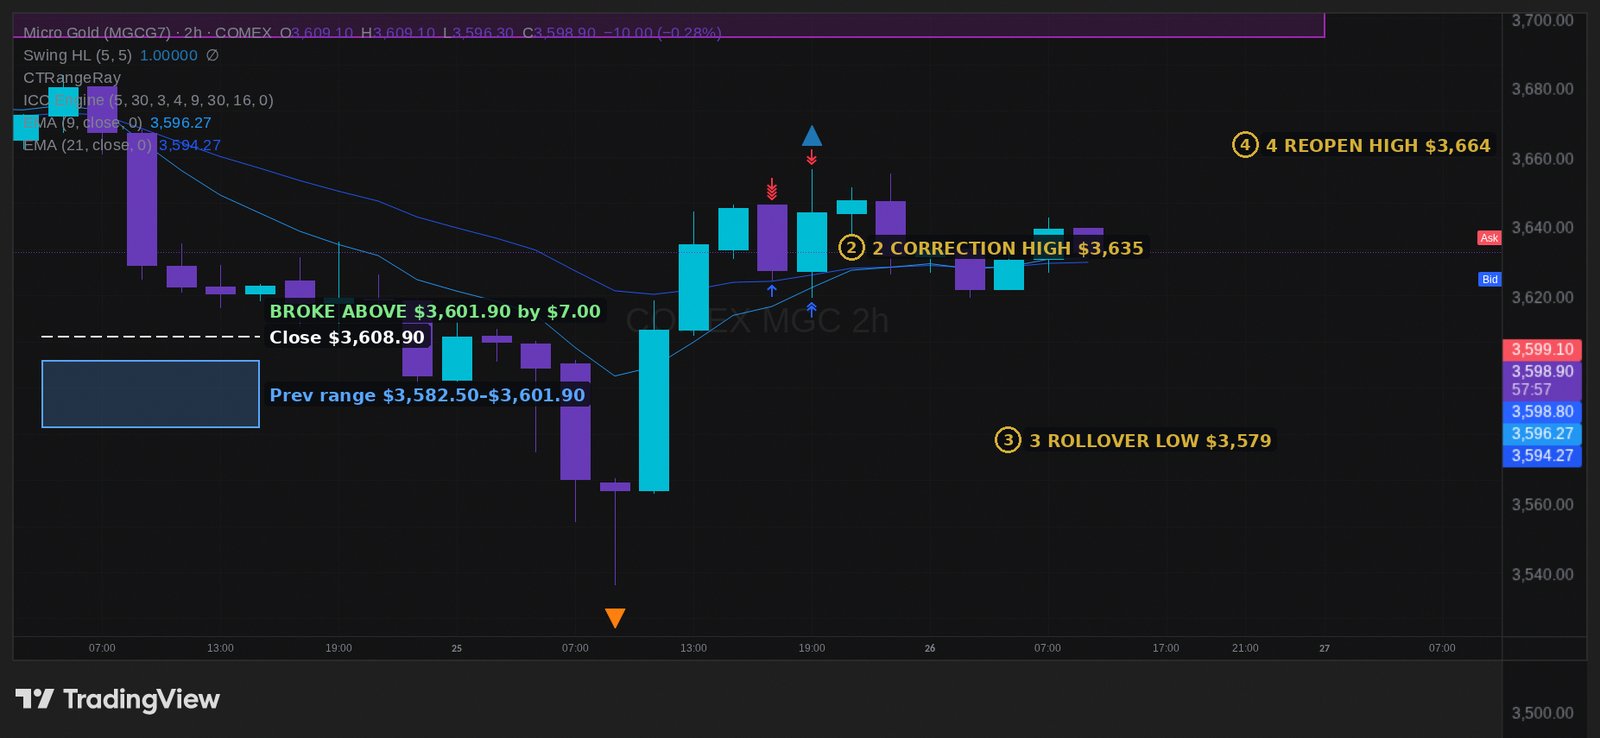 Micro Gold (MGCG7) · 2h · COMEX O3,609.10 H3,609.10 L3,596.30 C3,598.90 −10.00 (−0.28%)
Swing HL (5, 5) 1.00000 ∅
CTRangeRay
ICC Engine (5, 30, 3, 4, 9, 30, 16, 0)
EMA (9, close, 0) 3,596.27
EMA (21, close, 0) 3,594.27
3,700.00
3,680.00
3,660.00
3,640.00
3,620.00
3,599.10
3,598.90
57:57
3,598.80
3,596.27
3,594.27
3,560.00
3,540.00
3,500.00
Ask
Bid
4 4 REOPEN HIGH $3,664
2 2 CORRECTION HIGH $3,635
BROKE ABOVE $3,601.90 by $7.00
COMEX MGC 2h
Close $3,608.90
Prev range $3,582.50–$3,601.90
3 3 ROLLOVER LOW $3,579
07:00 13:00 19:00 25 07:00 13:00 19:00 26 07:00 17:00 21:00 27 07:00
TradingView